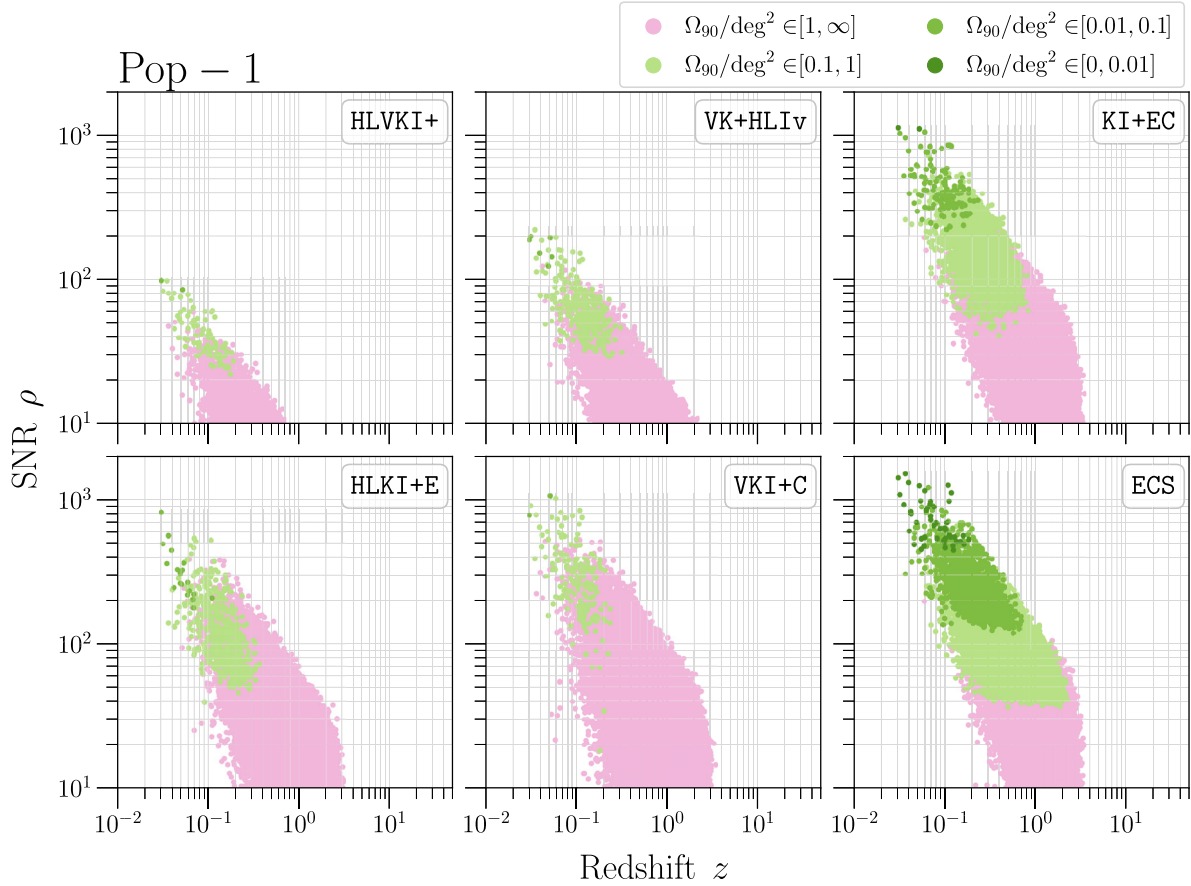 Ω₉₀/deg² ∈[1, ∞] Ω₉₀/deg² ∈[0.01, 0.1]
Ω₉₀/deg² ∈[0.1, 1] Ω₉₀/deg² ∈[0, 0.01]
Pop − 1
HLVKI+ VK+HLIv KI+EC
10³
10²
10¹
SNR ρ
HLKI+E VKI+C ECS
10³
10²
10¹
10⁻² 10⁻¹ 10⁰ 10¹ 10⁻² 10⁻¹ 10⁰ 10¹ 10⁻² 10⁻¹ 10⁰ 10¹
Redshift z